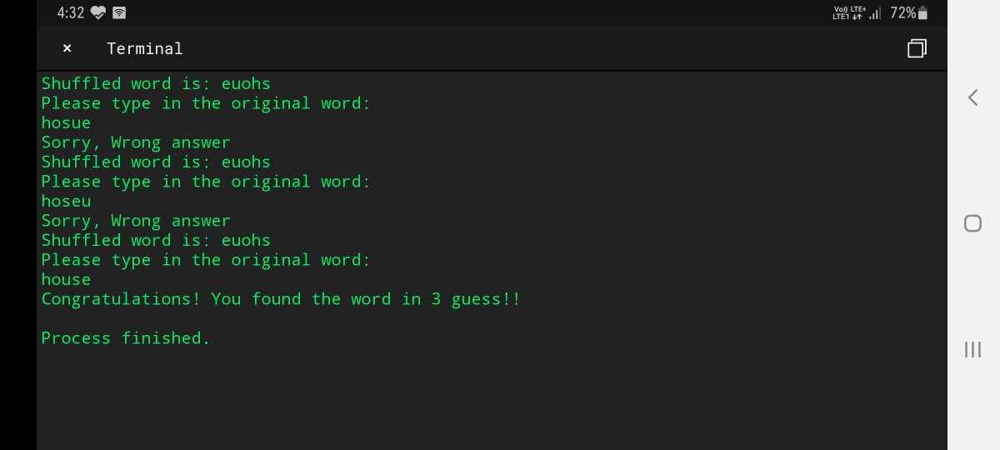 4:32
Vo) LTE+
LTE1 72%
× Terminal
Shuffled word is: euohs
Please type in the original word:
hosue
Sorry, Wrong answer
Shuffled word is: euohs
Please type in the original word:
hoseu
Sorry, Wrong answer
Shuffled word is: euohs
Please type in the original word:
house
Congratulations! You found the word in 3 guess!!
Process finished.